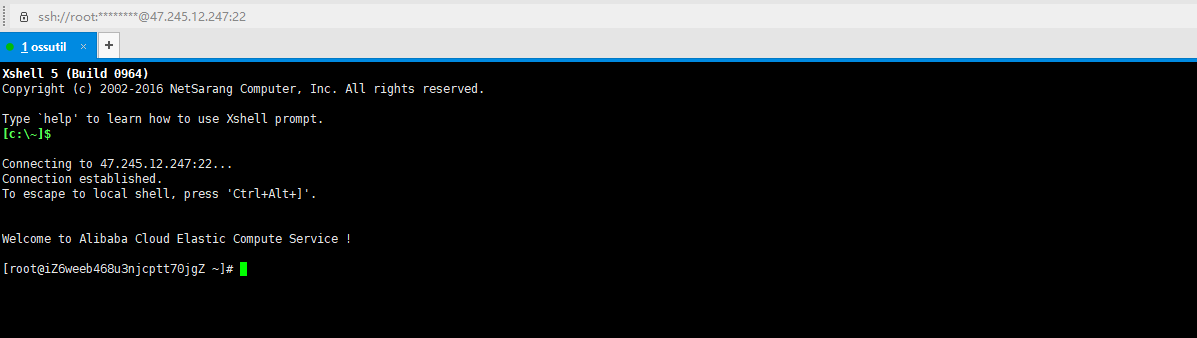 ssh://root:********@47.245.12.247:22
1 ossutil × +
Xshell 5 (Build 0964)
Copyright (c) 2002-2016 NetSarang Computer, Inc. All rights reserved.
Type `help' to learn how to use Xshell prompt.
[c:\~]$
Connecting to 47.245.12.247:22...
Connection established.
To escape to local shell, press 'Ctrl+Alt+]'.
Welcome to Alibaba Cloud Elastic Compute Service !
[root@iZ6weeb468u3njcptt70jgZ ~]#